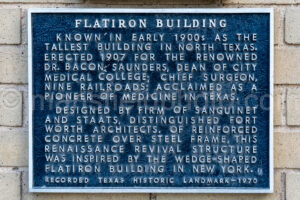 FLATIRON BUILDING
KNOWN IN EARLY 1900s AS THE
TALLEST BUILDING IN NORTH TEXAS.
ERECTED 1907 FOR THE RENOWNED
DR. BACON SAUNDERS, DEAN OF CITY
MEDICAL COLLEGE, CHIEF SURGEON,
NINE RAILROADS; ACCLAIMED AS A
PIONEER OF MEDICINE IN TEXAS.
DESIGNED BY FIRM OF SANGUINET
AND STAATS, DISTINGUISHED FORT
WORTH ARCHITECTS. OF REINFORCED
CONCRETE OVER STEEL FRAME, THIS
RENAISSANCE REVIVAL STRUCTURE
WAS INSPIRED BY THE WEDGE-SHAPED
FLATIRON BUILDING IN NEW YORK.
RECORDED TEXAS HISTORIC LANDMARK-1970